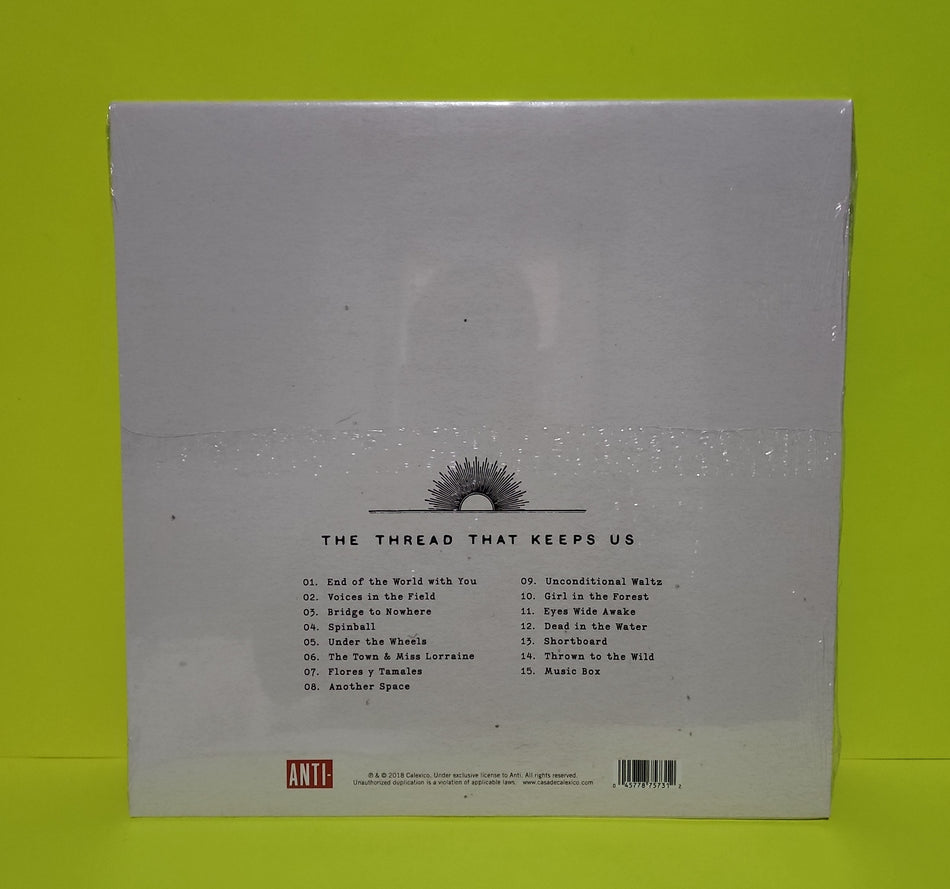 THE THREAD THAT KEEPS US
01. End of the World with You
02. Voices in the Field
03. Bridge to Nowhere
04. Spinball
05. Under the Wheels
06. The Town & Miss Lorraine
07. Flores y Tamales
08. Another Space
09. Unconditional Waltz
10. Girl in the Forest
11. Eyes Wide Awake
12. Dead in the Water
13. Shortboard
14. Thrown to the Wild
15. Music Box
ANTI-
℗ & © 2018 Calexico. Under exclusive license to Anti. All rights reserved.
Unauthorized duplication is a violation of applicable laws. www.casadecalexico.com
0 45778 75731 2